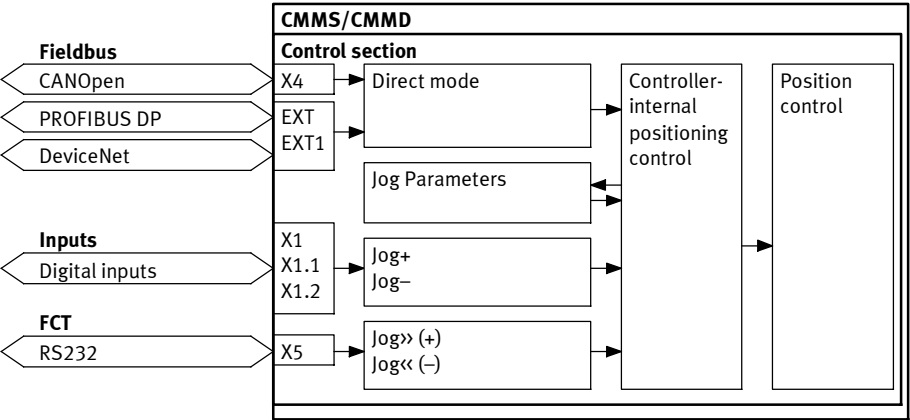 CMMS/CMMD
Fieldbus
Control section
CANOpen
X4
Direct mode
Controller-
internal
positioning
control
Position
control
PROFIBUS DP
EXT
EXT1
DeviceNet
Jog Parameters
Inputs
Digital inputs
X1
X1.1
X1.2
Jog+
Jog–
FCT
RS232
X5
Jog›› (+)
Jog‹‹ (–)